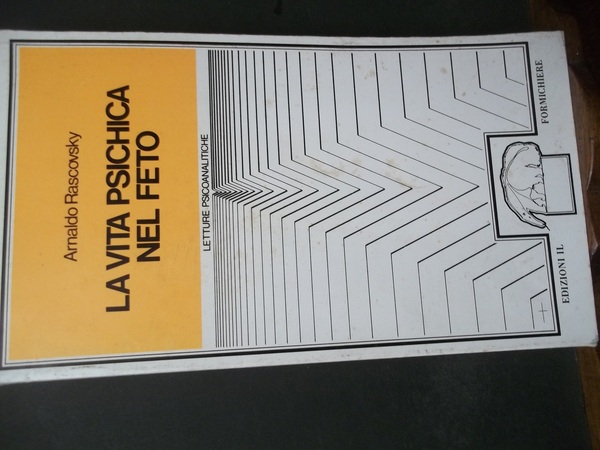 Arnaldo Rascovsky
LA VITA PSICHICA
NEL FETO
LETTURE PSICOANALITICHE
EDIZIONI IL
FORMICHIERE